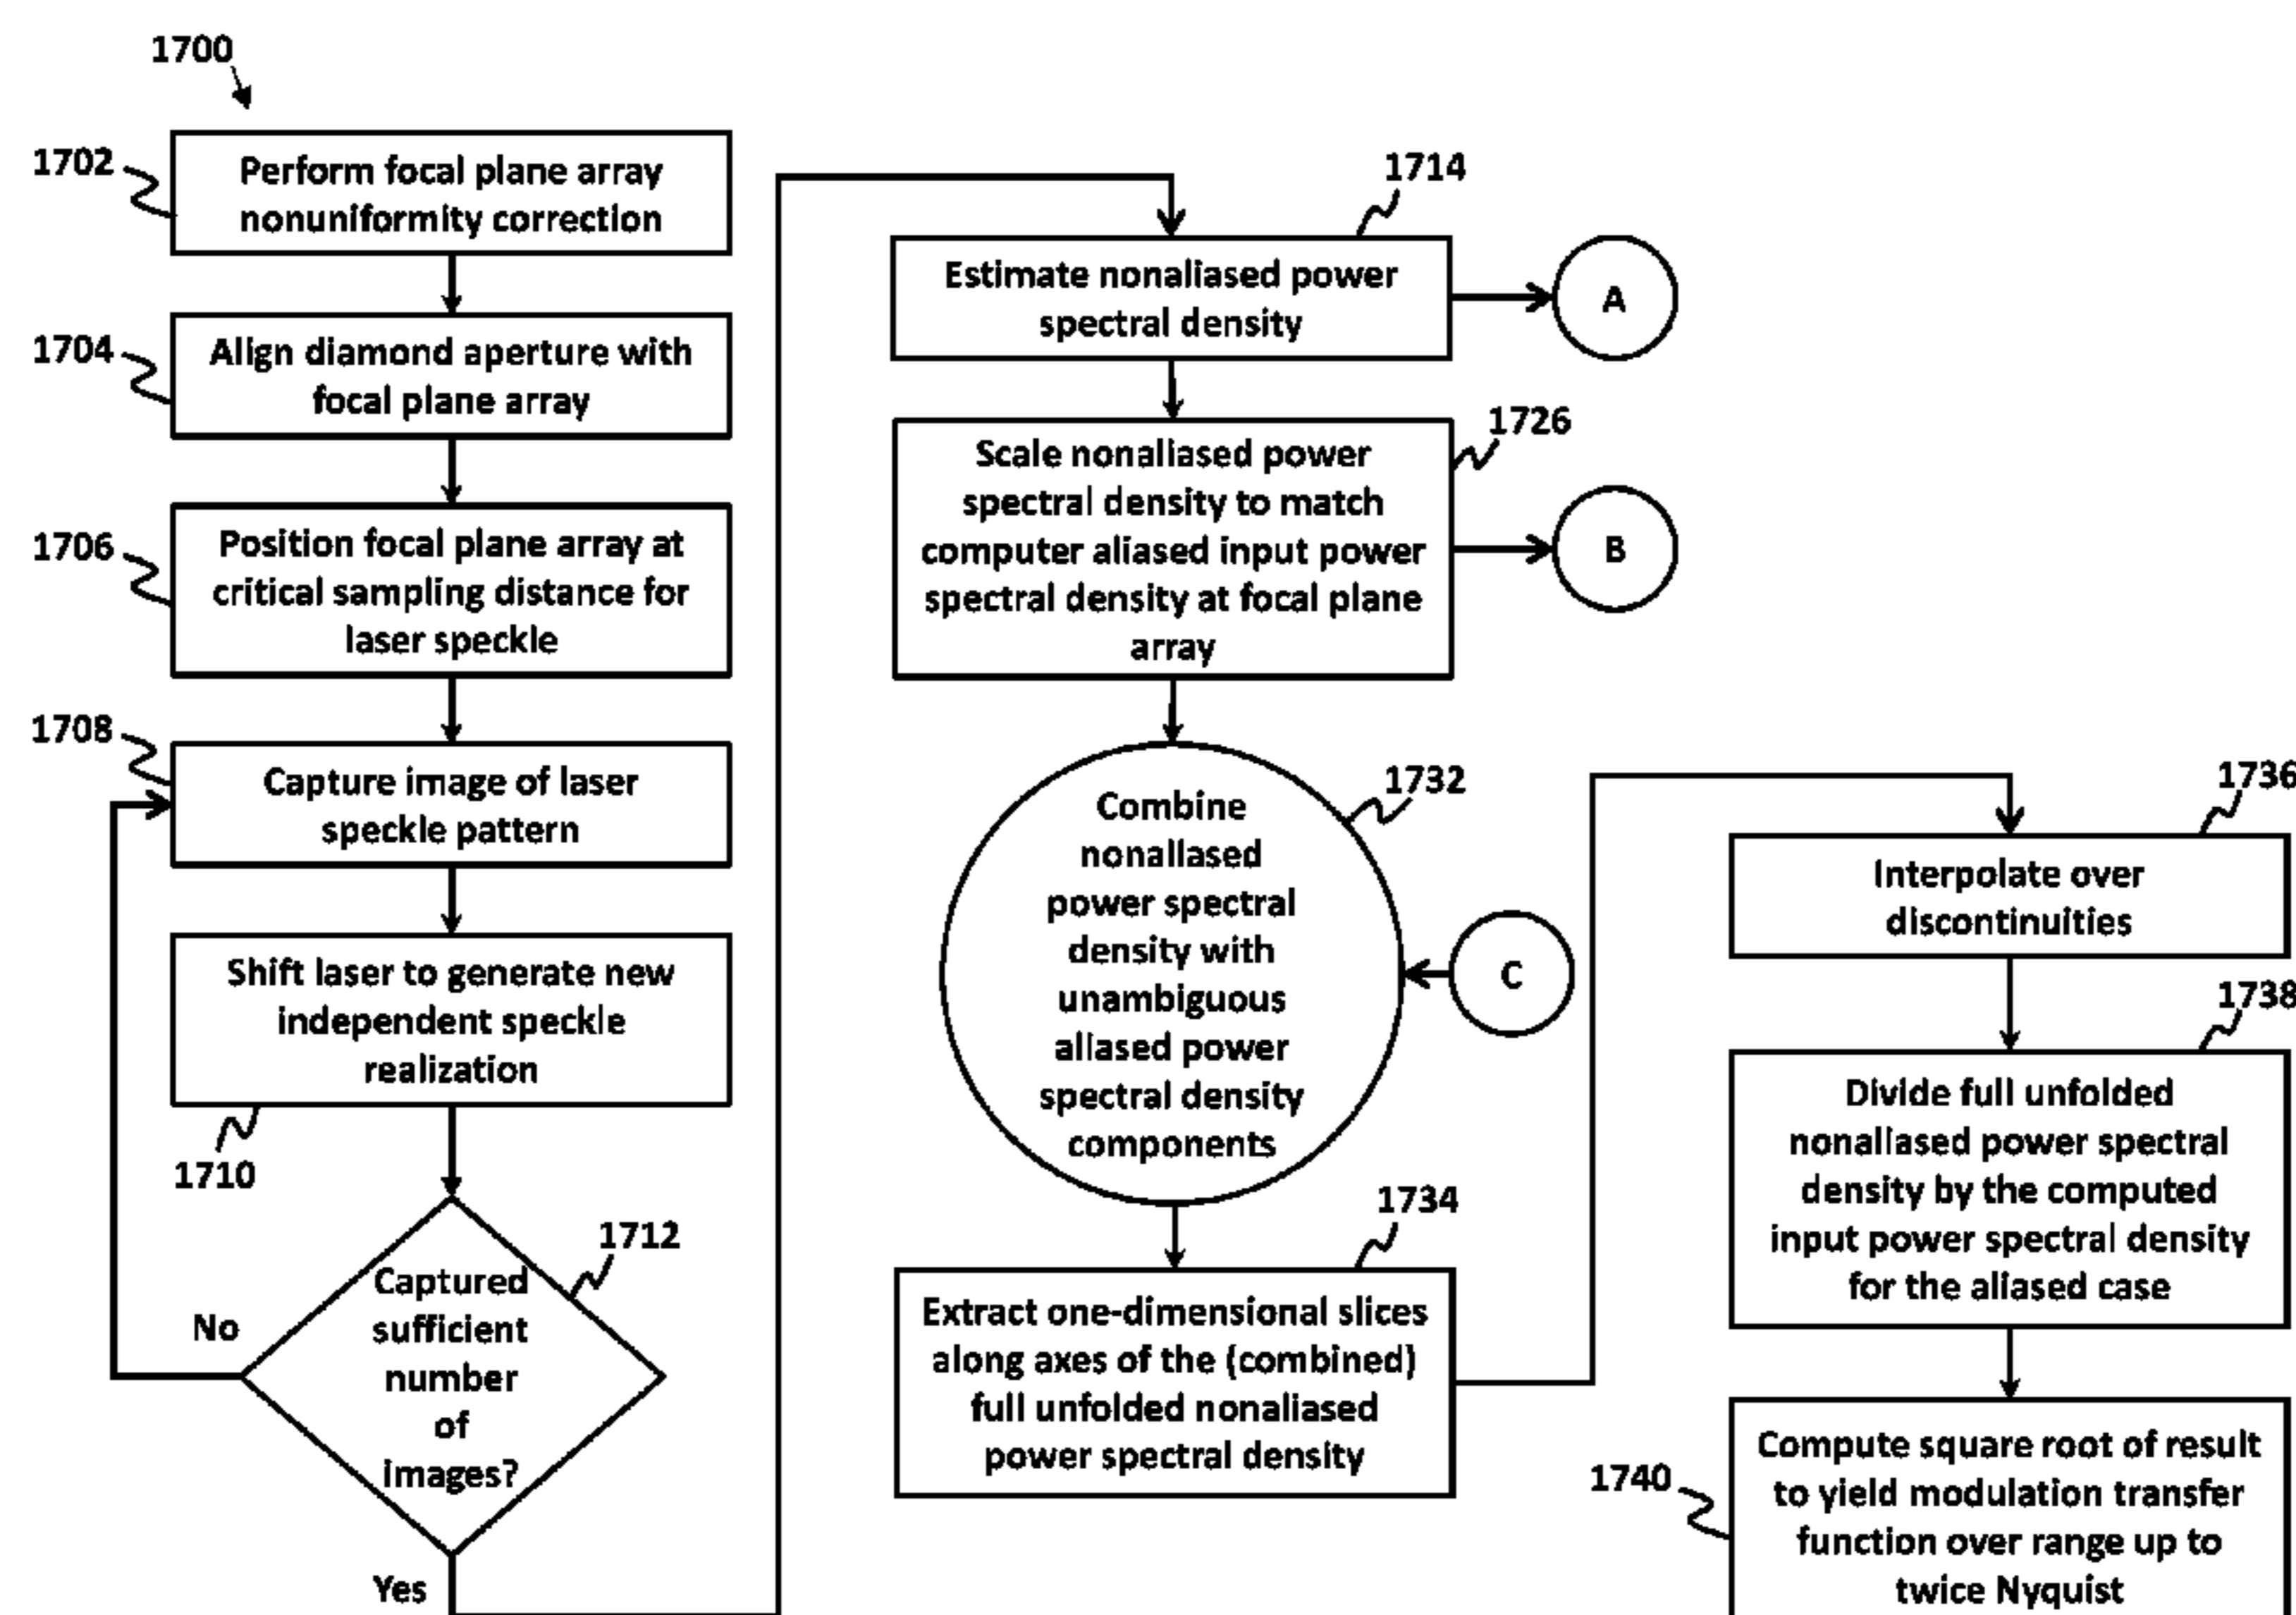 1700
1702
Perform focal plane array
nonuniformity correction
1704
Align diamond aperture with
focal plane array
1706
Position focal plane array at
critical sampling distance for
laser speckle
1708
Capture image of laser
speckle pattern
Shift laser to generate new
independent speckle
realization
1710
1712
Captured
sufficient
number
of
images?
No
Yes
1714
Estimate nonaliased power
spectral density
A
1726
Scale nonaliased power
spectral density to match
computer aliased input power
spectral density at focal plane
array
B
1732
Combine
nonaliased
power spectral
density with
unambiguous
aliased power
spectral density
components
C
1734
Extract one-dimensional slices
along axes of the (combined)
full unfolded nonaliased
power spectral density
1736
Interpolate over
discontinuities
1738
Divide full unfolded
nonaliased power spectral
density by the computed
input power spectral density
for the aliased case
1740
Compute square root of result
to yield modulation transfer
function over range up to
twice Nyquist